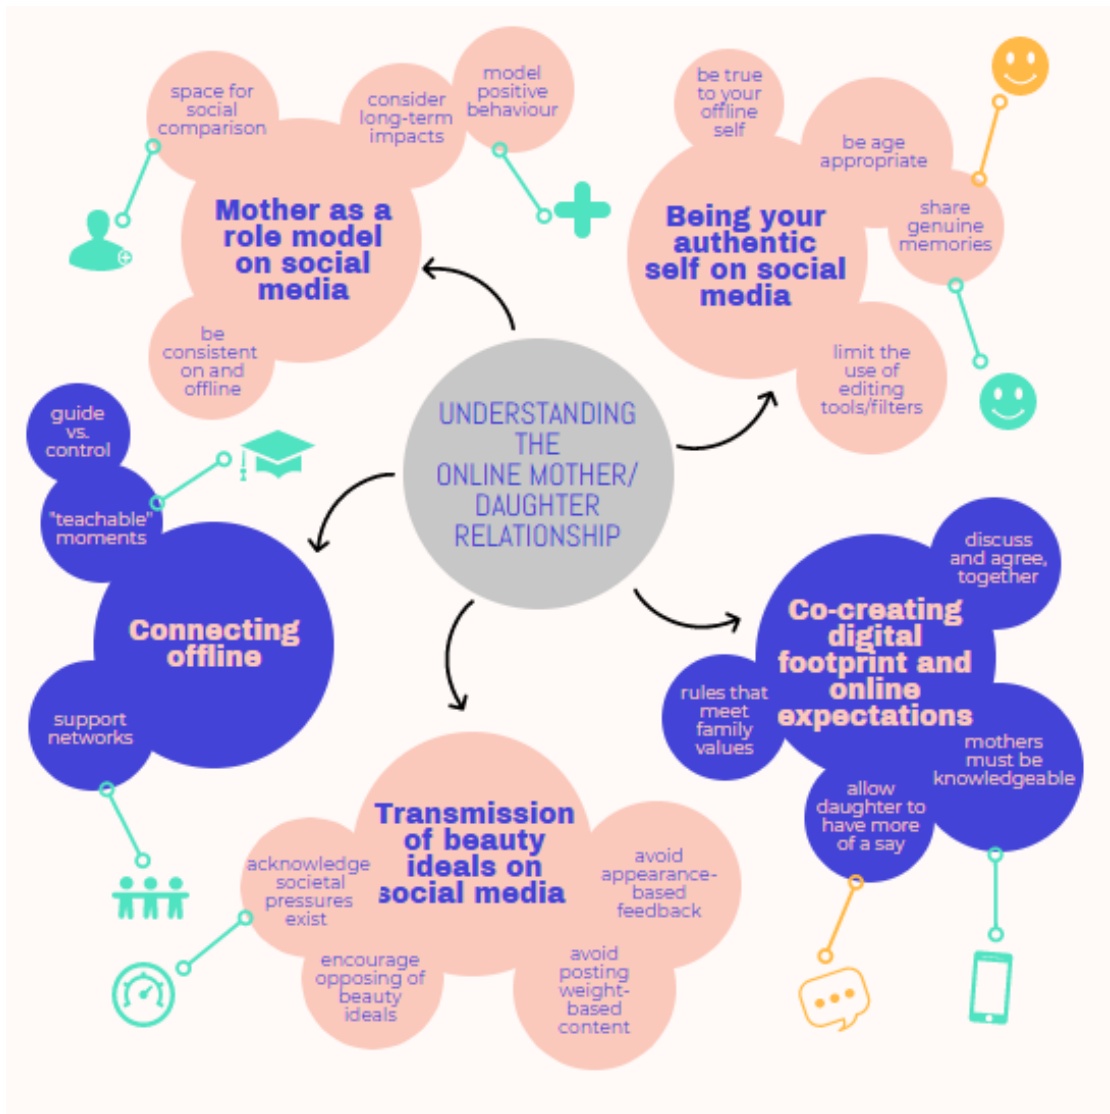 space for
social
comparison
consider
long-term
impacts
model
positive
behaviour
Mother as a
role model
on social
media
be
consistent
on and
offline
be true
to your
offline
self
be age
appropriate
share
genuine
memories
Being your
authentic
self on social
media
limit the
use of
editing
tools/filters
UNDERSTANDING
THE
ONLINE MOTHER/
DAUGHTER
RELATIONSHIP
guide
vs.
control
"teachable"
moments
Connecting
offline
support
networks
discuss
and agree,
together
Co-creating
digital
footprint and
online
expectations
rules that
meet
family
values
mothers
must be
knowledgeable
allow
daughter to
have more
of a say
Transmission
of beauty
ideals on
social media
acknowledge
societal
pressures
exist
encourage
opposing of
beauty
ideals
avoid
posting
weight-
based
content
avoid
appearance-
based
feedback